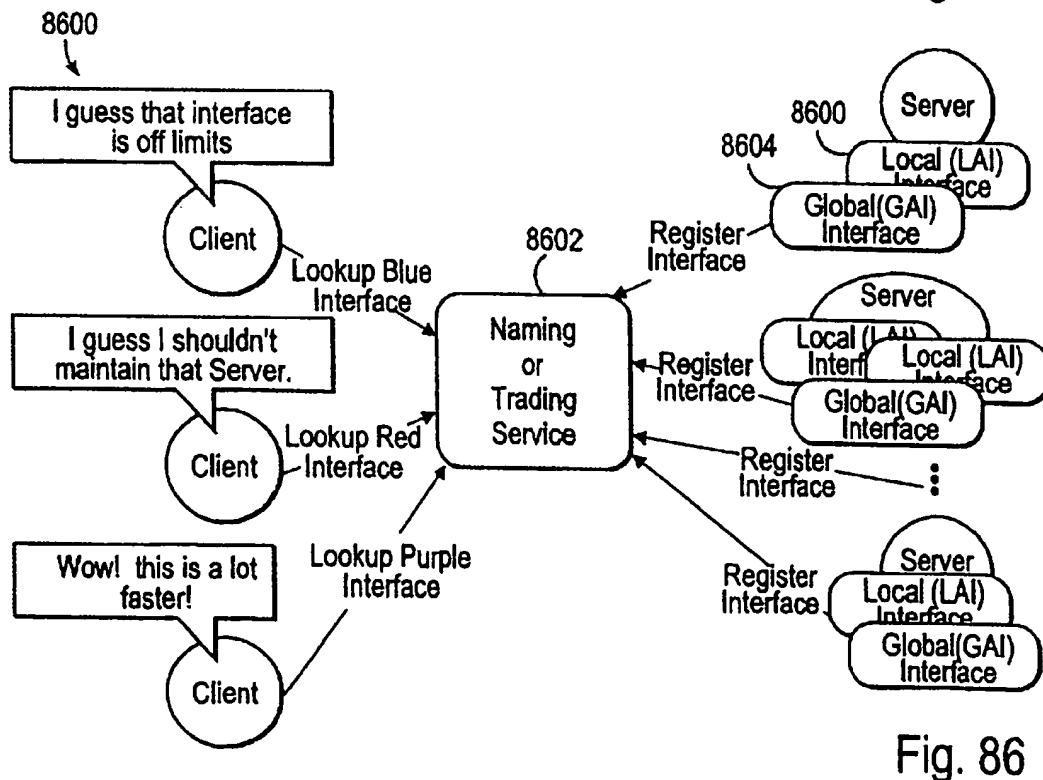 8600
I guess that interface
is off limits
Client
Lookup Blue
Interface
I guess I shouldn't
maintain that Server.
Client
Lookup Red
Interface
Wow! this is a lot
faster!
Client
Lookup Purple
Interface
8602
Naming
or
Trading
Service
8600
8604
Server
Local (LAI)
Interface
Global(GAI)
Interface
Register
Interface
Server
Local (LAI)
Interf
Local (LAI)
Interface
Global(GAI)
Interface
Register
Interface
Register
Interface
Server
Local (LAI)
Interface
Global(GAI)
Interface
Register
Interface
Fig. 86